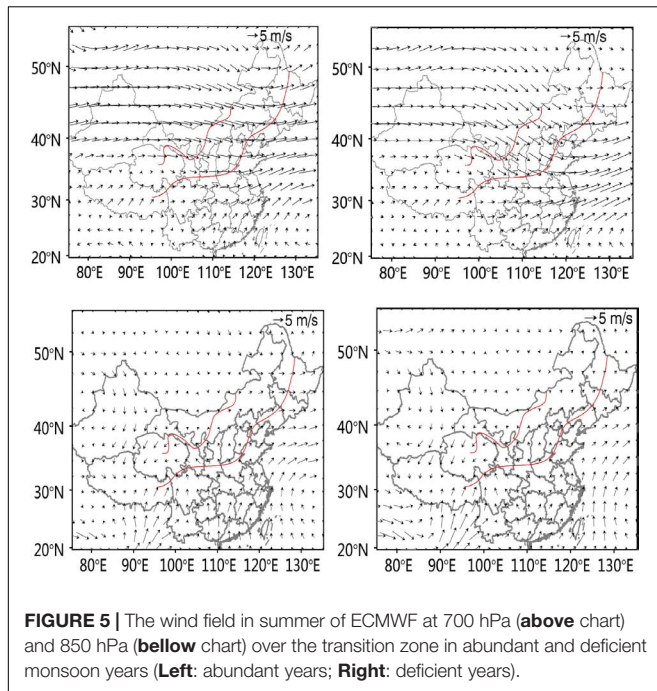 →5 m/s
→5 m/s
50°N
50°N
40°N
40°N
30°N
30°N
20°N
20°N
80°E 90°E 100°E 110°E 120°E 130°E
80°E 90°E 100°E 110°E 120°E 130°E
→5 m/s
→5 m/s
50°N
50°N
40°N
40°N
30°N
30°N
20°N
20°N
80°E 90°E 100°E 110°E 120°E 130°E
80°E 90°E 100°E 110°E 120°E 130°E
FIGURE 5 | The wind field in summer of ECMWF at 700 hPa (above chart)
and 850 hPa (bellow chart) over the transition zone in abundant and deficient
monsoon years (Left: abundant years; Right: deficient years).